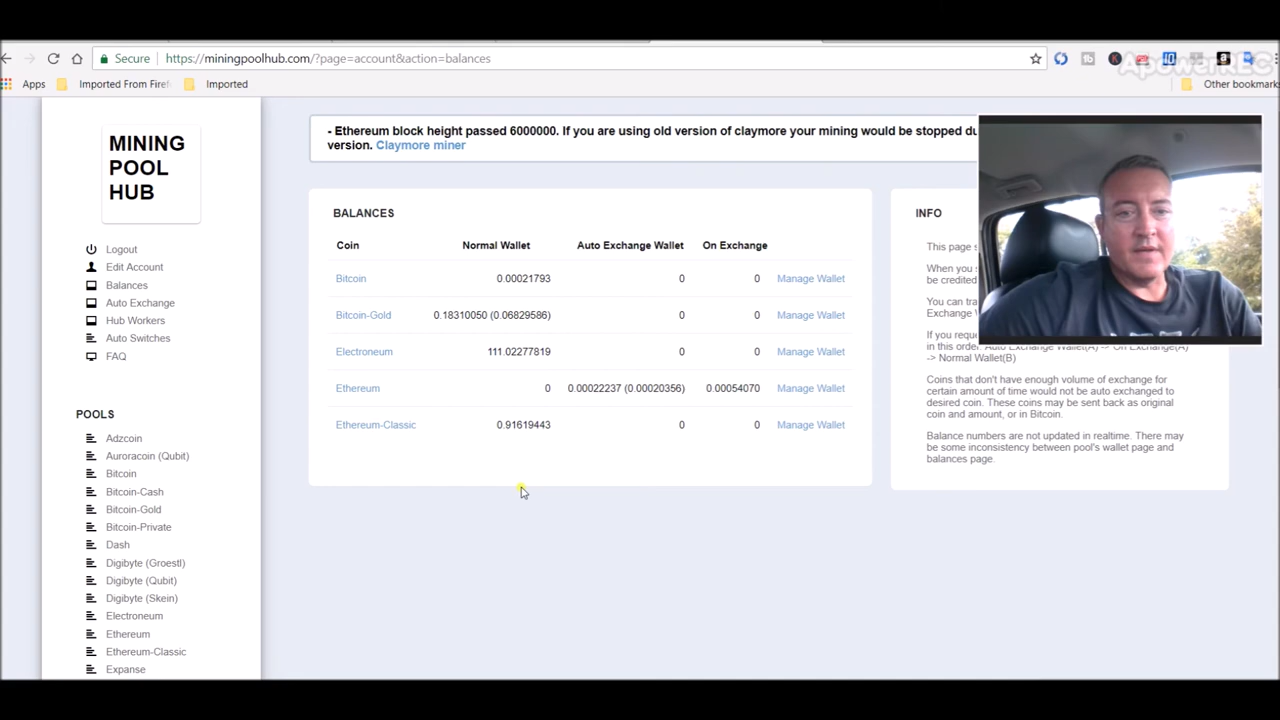 Secure
https://miningpoolhub.com/?page=account&action=balances
ApowerREC
Apps
Imported From Firef
Imported
Other bookmark
MINING
POOL
HUB
Logout
Edit Account
Balances
Auto Exchange
Hub Workers
Auto Switches
FAQ
POOLS
Adzcoin
Auroracoin (Qubit)
Bitcoin
Bitcoin-Cash
Bitcoin-Gold
Bitcoin-Private
Dash
Digibyte (Groestl)
Digibyte (Qubit)
Digibyte (Skein)
Electroneum
Ethereum
Ethereum-Classic
Expanse
- Ethereum block height passed 6000000. If you are using old version of claymore your mining would be stopped du
version. Claymore miner
BALANCES
Coin Normal Wallet Auto Exchange Wallet On Exchange
Bitcoin 0.00021793 0 0 Manage Wallet
Bitcoin-Gold 0.18310050 (0.06829586) 0 0 Manage Wallet
Electroneum 111.02277819 0 0 Manage Wallet
Ethereum 0 0.00022237 (0.00020356) 0.00054070 Manage Wallet
Ethereum-Classic 0.91619443 0 0 Manage Wallet
INFO
This page s
When you s
be credited
You can tra
Exchange W
If you reque
in this order: Auto Exchange Wallet(A) -> On Exchange(A)
-> Normal Wallet(B)
Coins that don't have enough volume of exchange for
certain amount of time would not be auto exchanged to
desired coin. These coins may be sent back as original
coin and amount, or in Bitcoin.
Balance numbers are not updated in realtime. There may
be some inconsistency between pool's wallet page and
balances page.